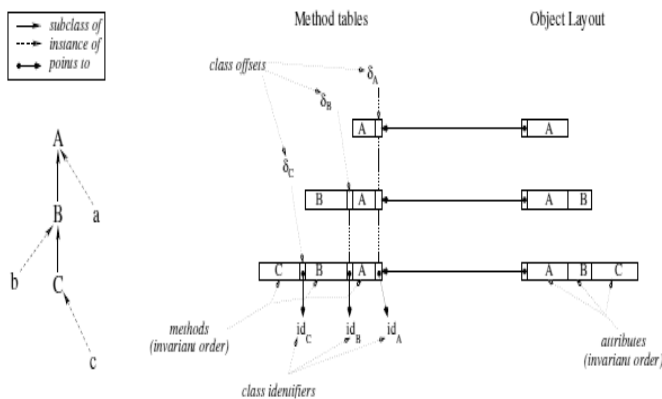 Method tables
Object Layout
subclass of
instance of
points to
class offsets
δA
δB
A
A
A
δC
B
B A
A B
a
b
C
C B A
A B C
methods
(invariant order)
idC
idB
idA
attributes
(invariant order)
c
class identifiers